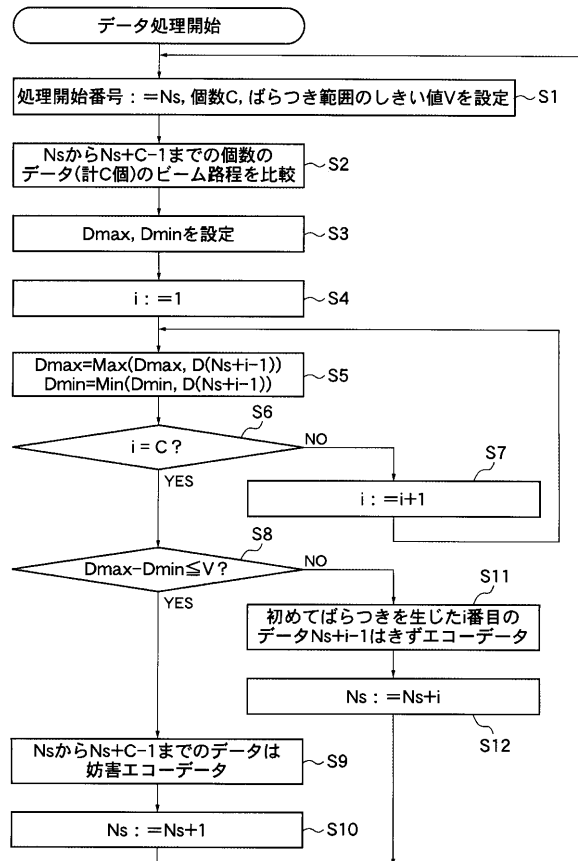 データ処理開始
処理開始番号：=Ns, 個数C, ばらつき範囲のしきい値Vを設定
S1
NsからNs+C-1までの個数の
データ(計C個)のビーム路程を比較
S2
Dmax, Dminを設定
S3
i：=1
S4
Dmax=Max(Dmax, D(Ns+i-1))
Dmin=Min(Dmin, D(Ns+i-1))
S5
S6
i=C?
NO
YES
S7
i：=i+1
S8
Dmax-Dmin≦V?
NO
YES
S11
初めてばらつきを生じたi番目の
データNs+i-1はきずエコーデータ
Ns：=Ns+i
S12
NsからNs+C-1までのデータは
妨害エコーデータ
S9
Ns：=Ns+1
S10